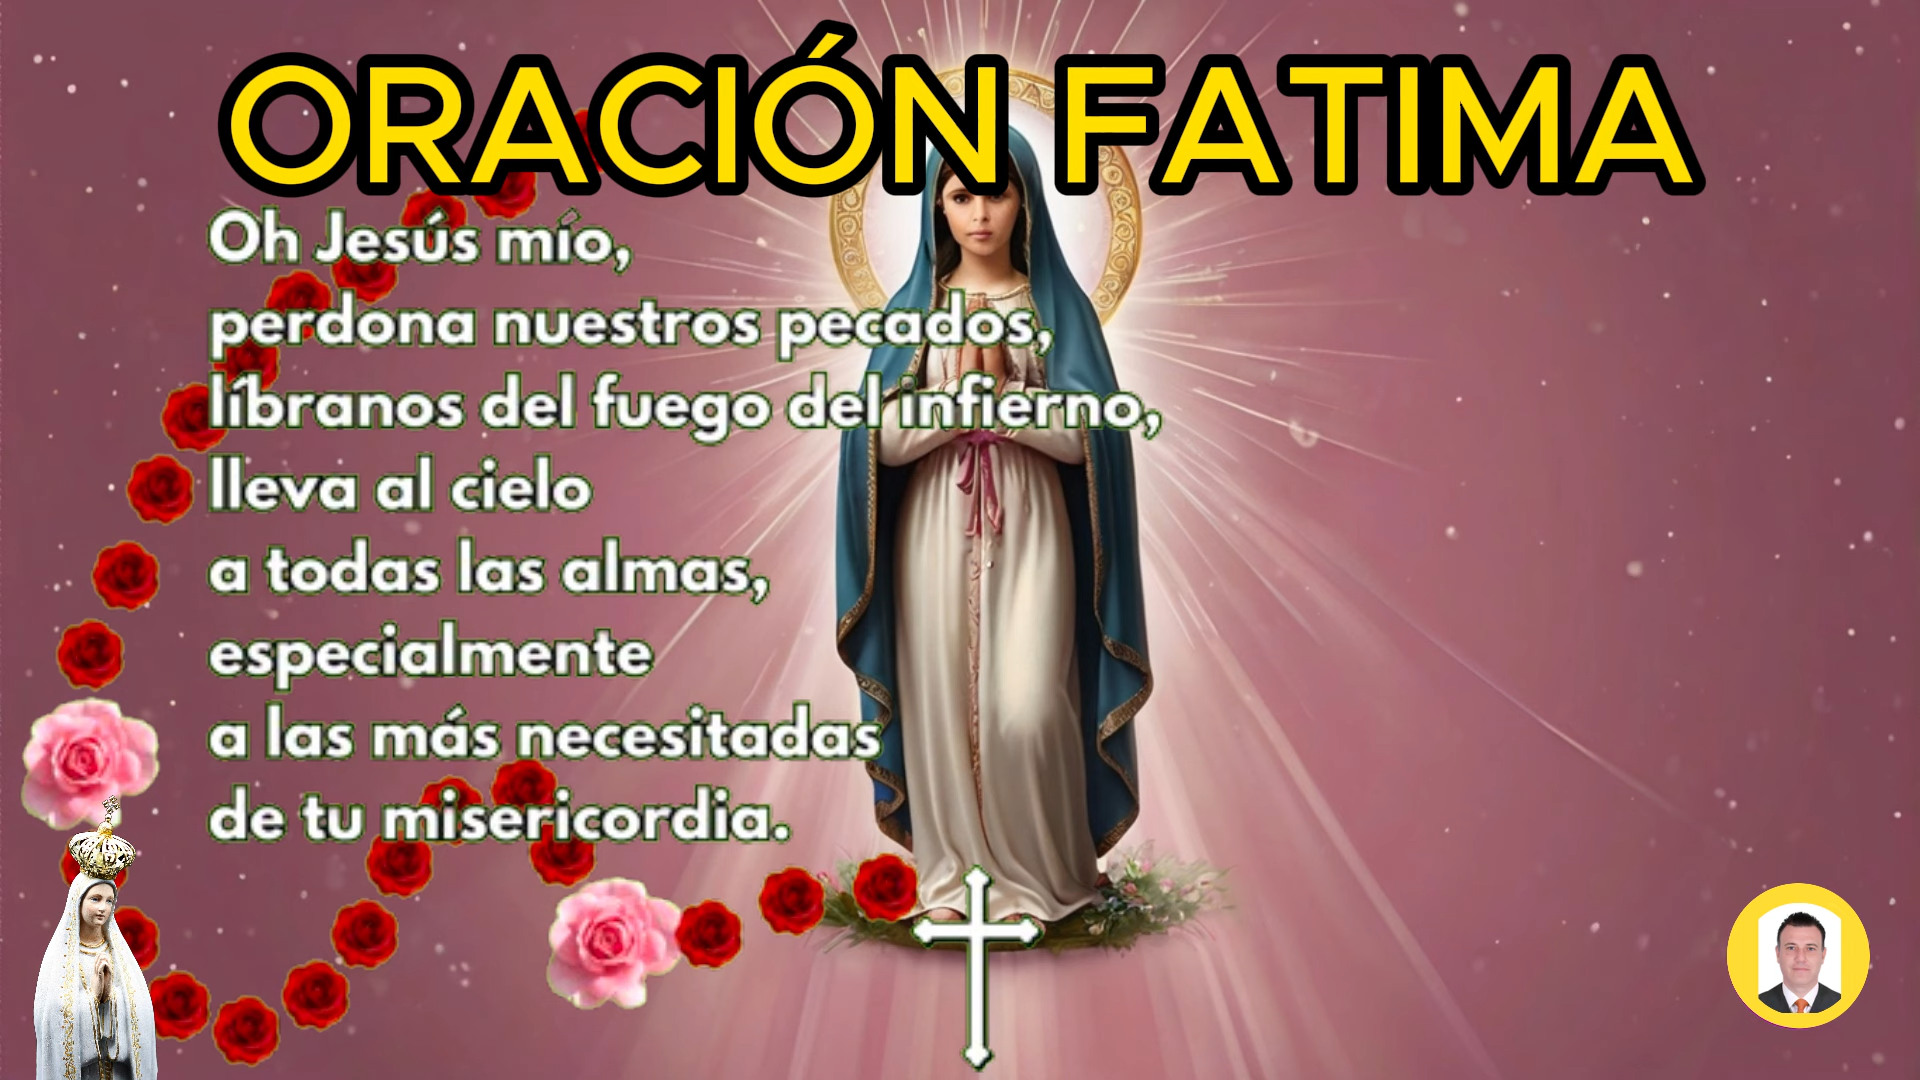 ORACIÓN FATIMA
Oh Jesús mío,
perdona nuestros pecados,
líbranos del fuego del infierno,
lleva al cielo
a todas las almas,
especialmente
a las más necesitadas
de tu misericordia.